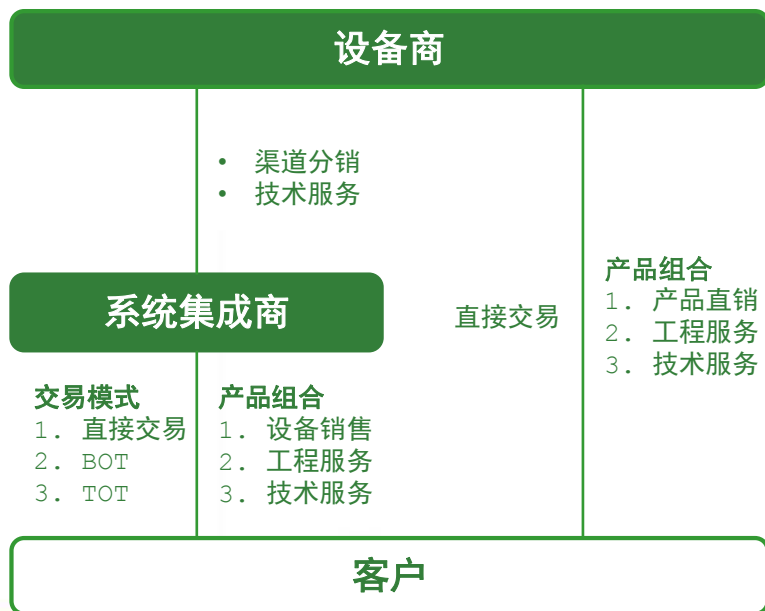 设备商
• 渠道分销
• 技术服务
系统集成商
直接交易
产品组合
1. 产品直销
2. 工程服务
3. 技术服务
交易模式
1. 直接交易
2. BOT
3. TOT
产品组合
1. 设备销售
2. 工程服务
3. 技术服务
客户